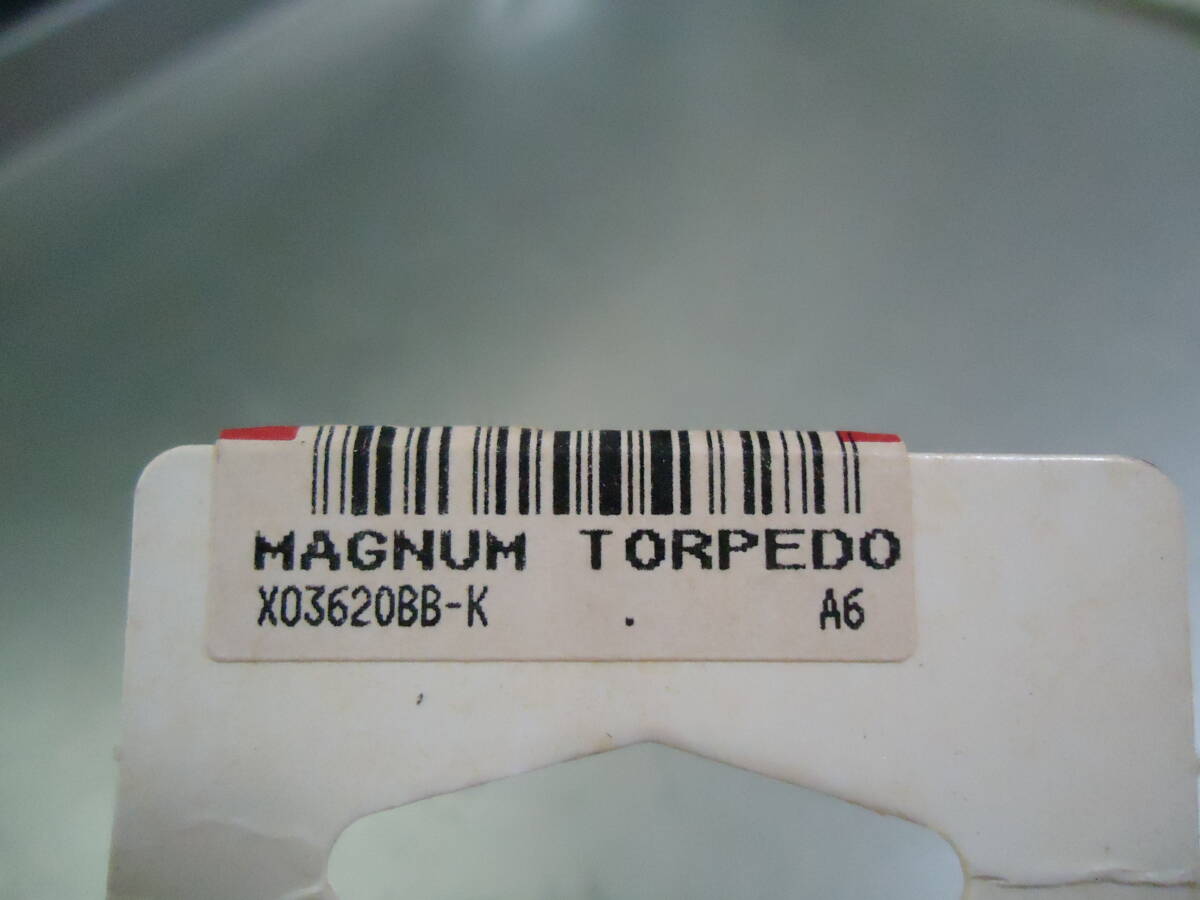 MAGNUM TORPEDO
X03620BB-K . A6